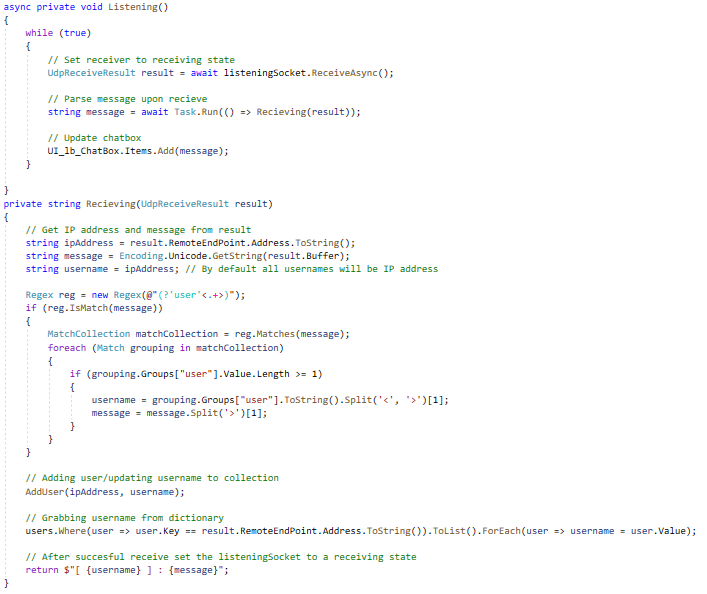 async private void Listening()
{
while (true)
{
// Set receiver to receiving state
UdpReceiveResult result = await listeningSocket.ReceiveAsync();
// Parse message upon recieve
string message = await Task.Run(() => Recieving(result));
// Update chatbox
UI_lb_ChatBox.Items.Add(message);
}
}
private string Recieving(UdpReceiveResult result)
{
// Get IP address and message from result
string ipAddress = result.RemoteEndPoint.Address.ToString();
string message = Encoding.Unicode.GetString(result.Buffer);
string username = ipAddress; // By default all usernames will be IP address
Regex reg = new Regex(@"(?'user'<.+>)");
if (reg.IsMatch(message))
{
MatchCollection matchCollection = reg.Matches(message);
foreach (Match grouping in matchCollection)
{
if (grouping.Groups["user"].Value.Length >= 1)
{
username = grouping.Groups["user"].ToString().Split('<', '>')[1];
message = message.Split('>')[1];
}
}
}
// Adding user/updating username to collection
AddUser(ipAddress, username);
// Grabbing username from dictionary
users.Where(user => user.Key == result.RemoteEndPoint.Address.ToString()).ToList().ForEach(user => username = user.Value);
// After succesful receive set the listeningSocket to a receiving state
return $"[ {username} ] : {message}";
}